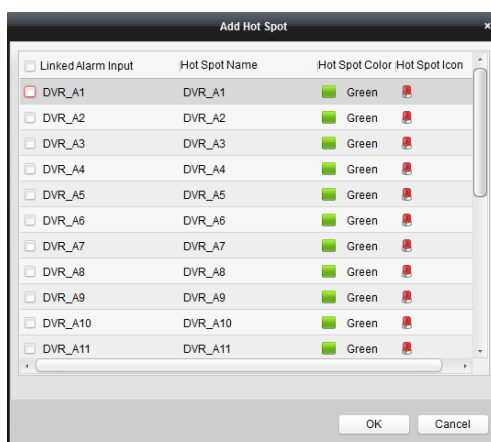 Add Hot Spot x
Linked Alarm Input Hot Spot Name Hot Spot Color Hot Spot Icon
DVR_A1 DVR_A1 Green
DVR_A2 DVR_A2 Green
DVR_A3 DVR_A3 Green
DVR_A4 DVR_A4 Green
DVR_A5 DVR_A5 Green
DVR_A6 DVR_A6 Green
DVR_A7 DVR_A7 Green
DVR_A8 DVR_A8 Green
DVR_A9 DVR_A9 Green
DVR_A10 DVR_A10 Green
DVR_A11 DVR_A11 Green
OK Cancel